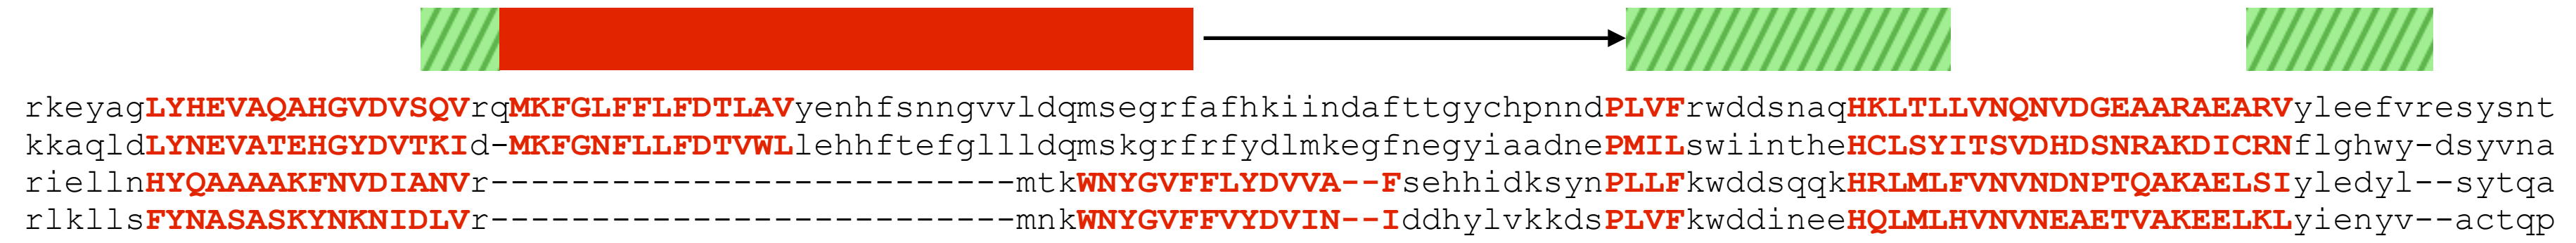 rkeyagLYHEVAQAHGVDVSQVrqMKFGLFFLFDTLAVyenhfsnngvvldqmsegrfafhkiindafttgychpnndPLVFrwddsnaqHKLTLLVNQNVDGEAARAEARVyleefvresysnt
kkaqldLYNEVATEHGYDVTKId-MKFGNFLLFDTVWLlehhftefglllldqmskgrfrfydlmkegfnegyiaadnePMILswiintheHCLSYITSVDHDSNRAKDICRNflghwy-dsyvna
riellnHYQAAAAKFNVDIANVr--------------------------mtkWNYGVFFLYDVVA--FsehhidksynPLLFkwddsqqkHRLMLFVNVNDNPTQAKAELSIyledyl--sytqa
rlkllsFYNASASKYNKNIDLVr--------------------------mnkWNYGVFFVYDVIN--IddhylvkkdsPLVFkwddineeHQLMLHVNVNEAETVAKEELKLyienyv--actqp